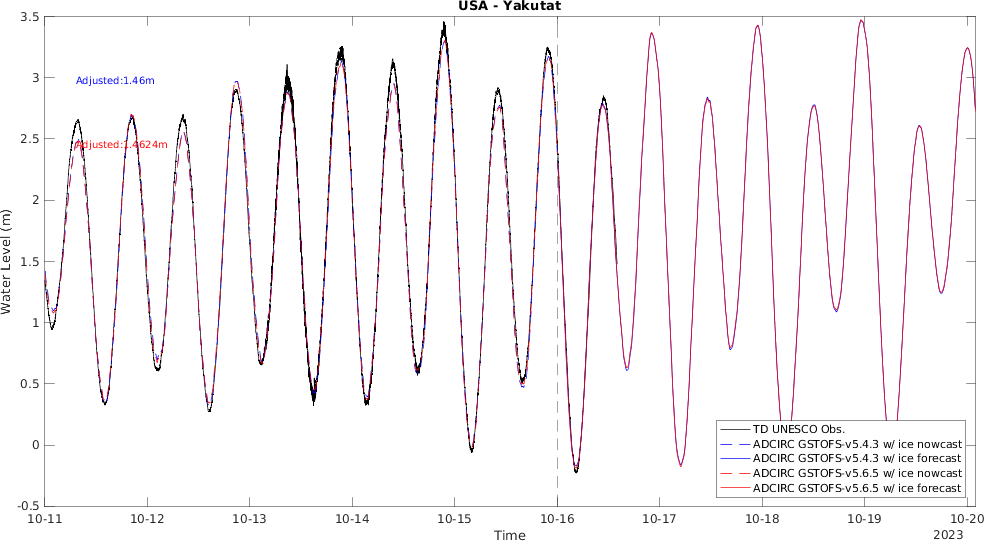 USA - Yakutat
3.5
3
2.5
2
1.5
1
0.5
0
-0.5
Water Level (m)
Adjusted:1.46m
Adjusted:1.4624m
TD UNESCO Obs.
ADCIRC GSTOFS-v5.4.3 w/ ice nowcast
ADCIRC GSTOFS-v5.4.3 w/ ice forecast
ADCIRC GSTOFS-v5.6.5 w/ ice nowcast
ADCIRC GSTOFS-v5.6.5 w/ ice forecast
10-11 10-12 10-13 10-14 10-15 10-16 10-17 10-18 10-19 10-20
Time
2023